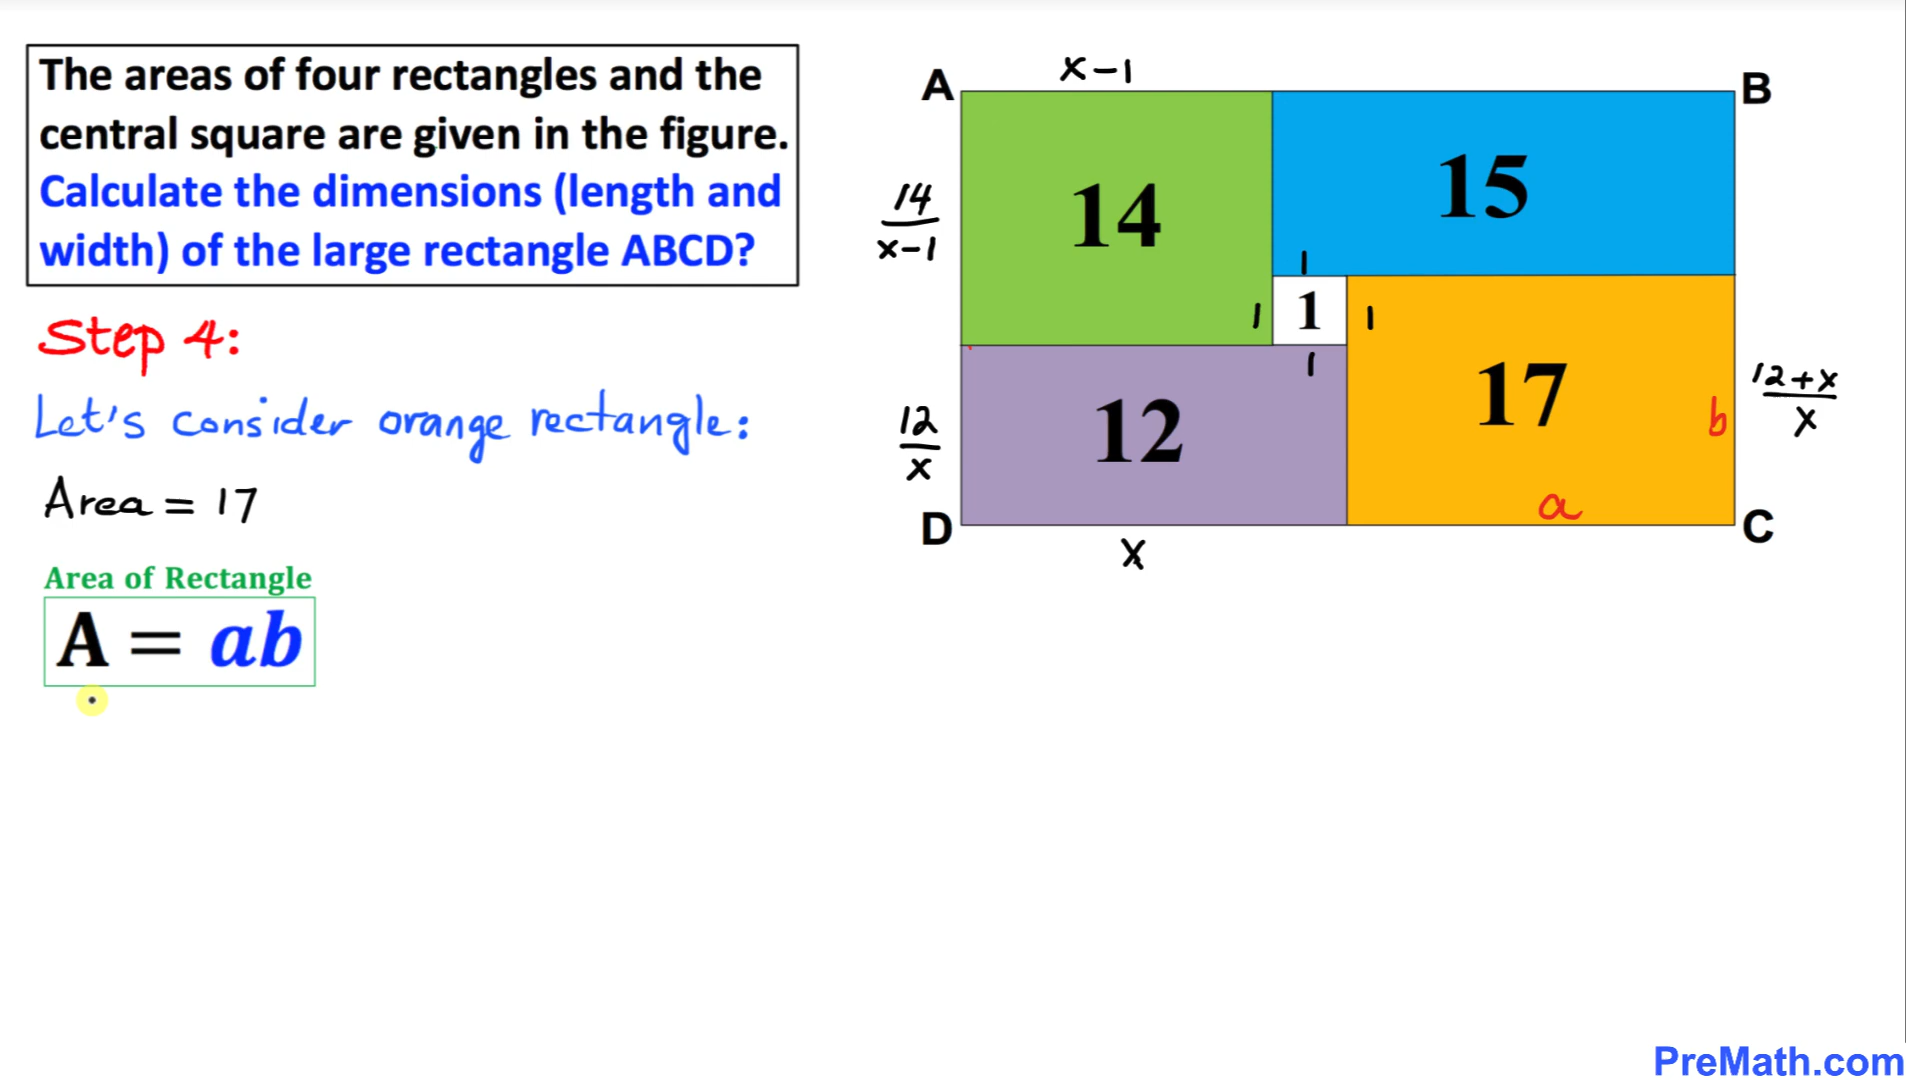 The areas of four rectangles and the
central square are given in the figure.
Calculate the dimensions (length and
width) of the large rectangle ABCD?
Step 4:
Let's consider orange rectangle:
Area = 17
Area of Rectangle
A = ab
x-1
A
B
14
15
14
x-1
1
1
1
1
1
17
12+x
x
b
12
12
x
a
D
C
x
PreMath.com